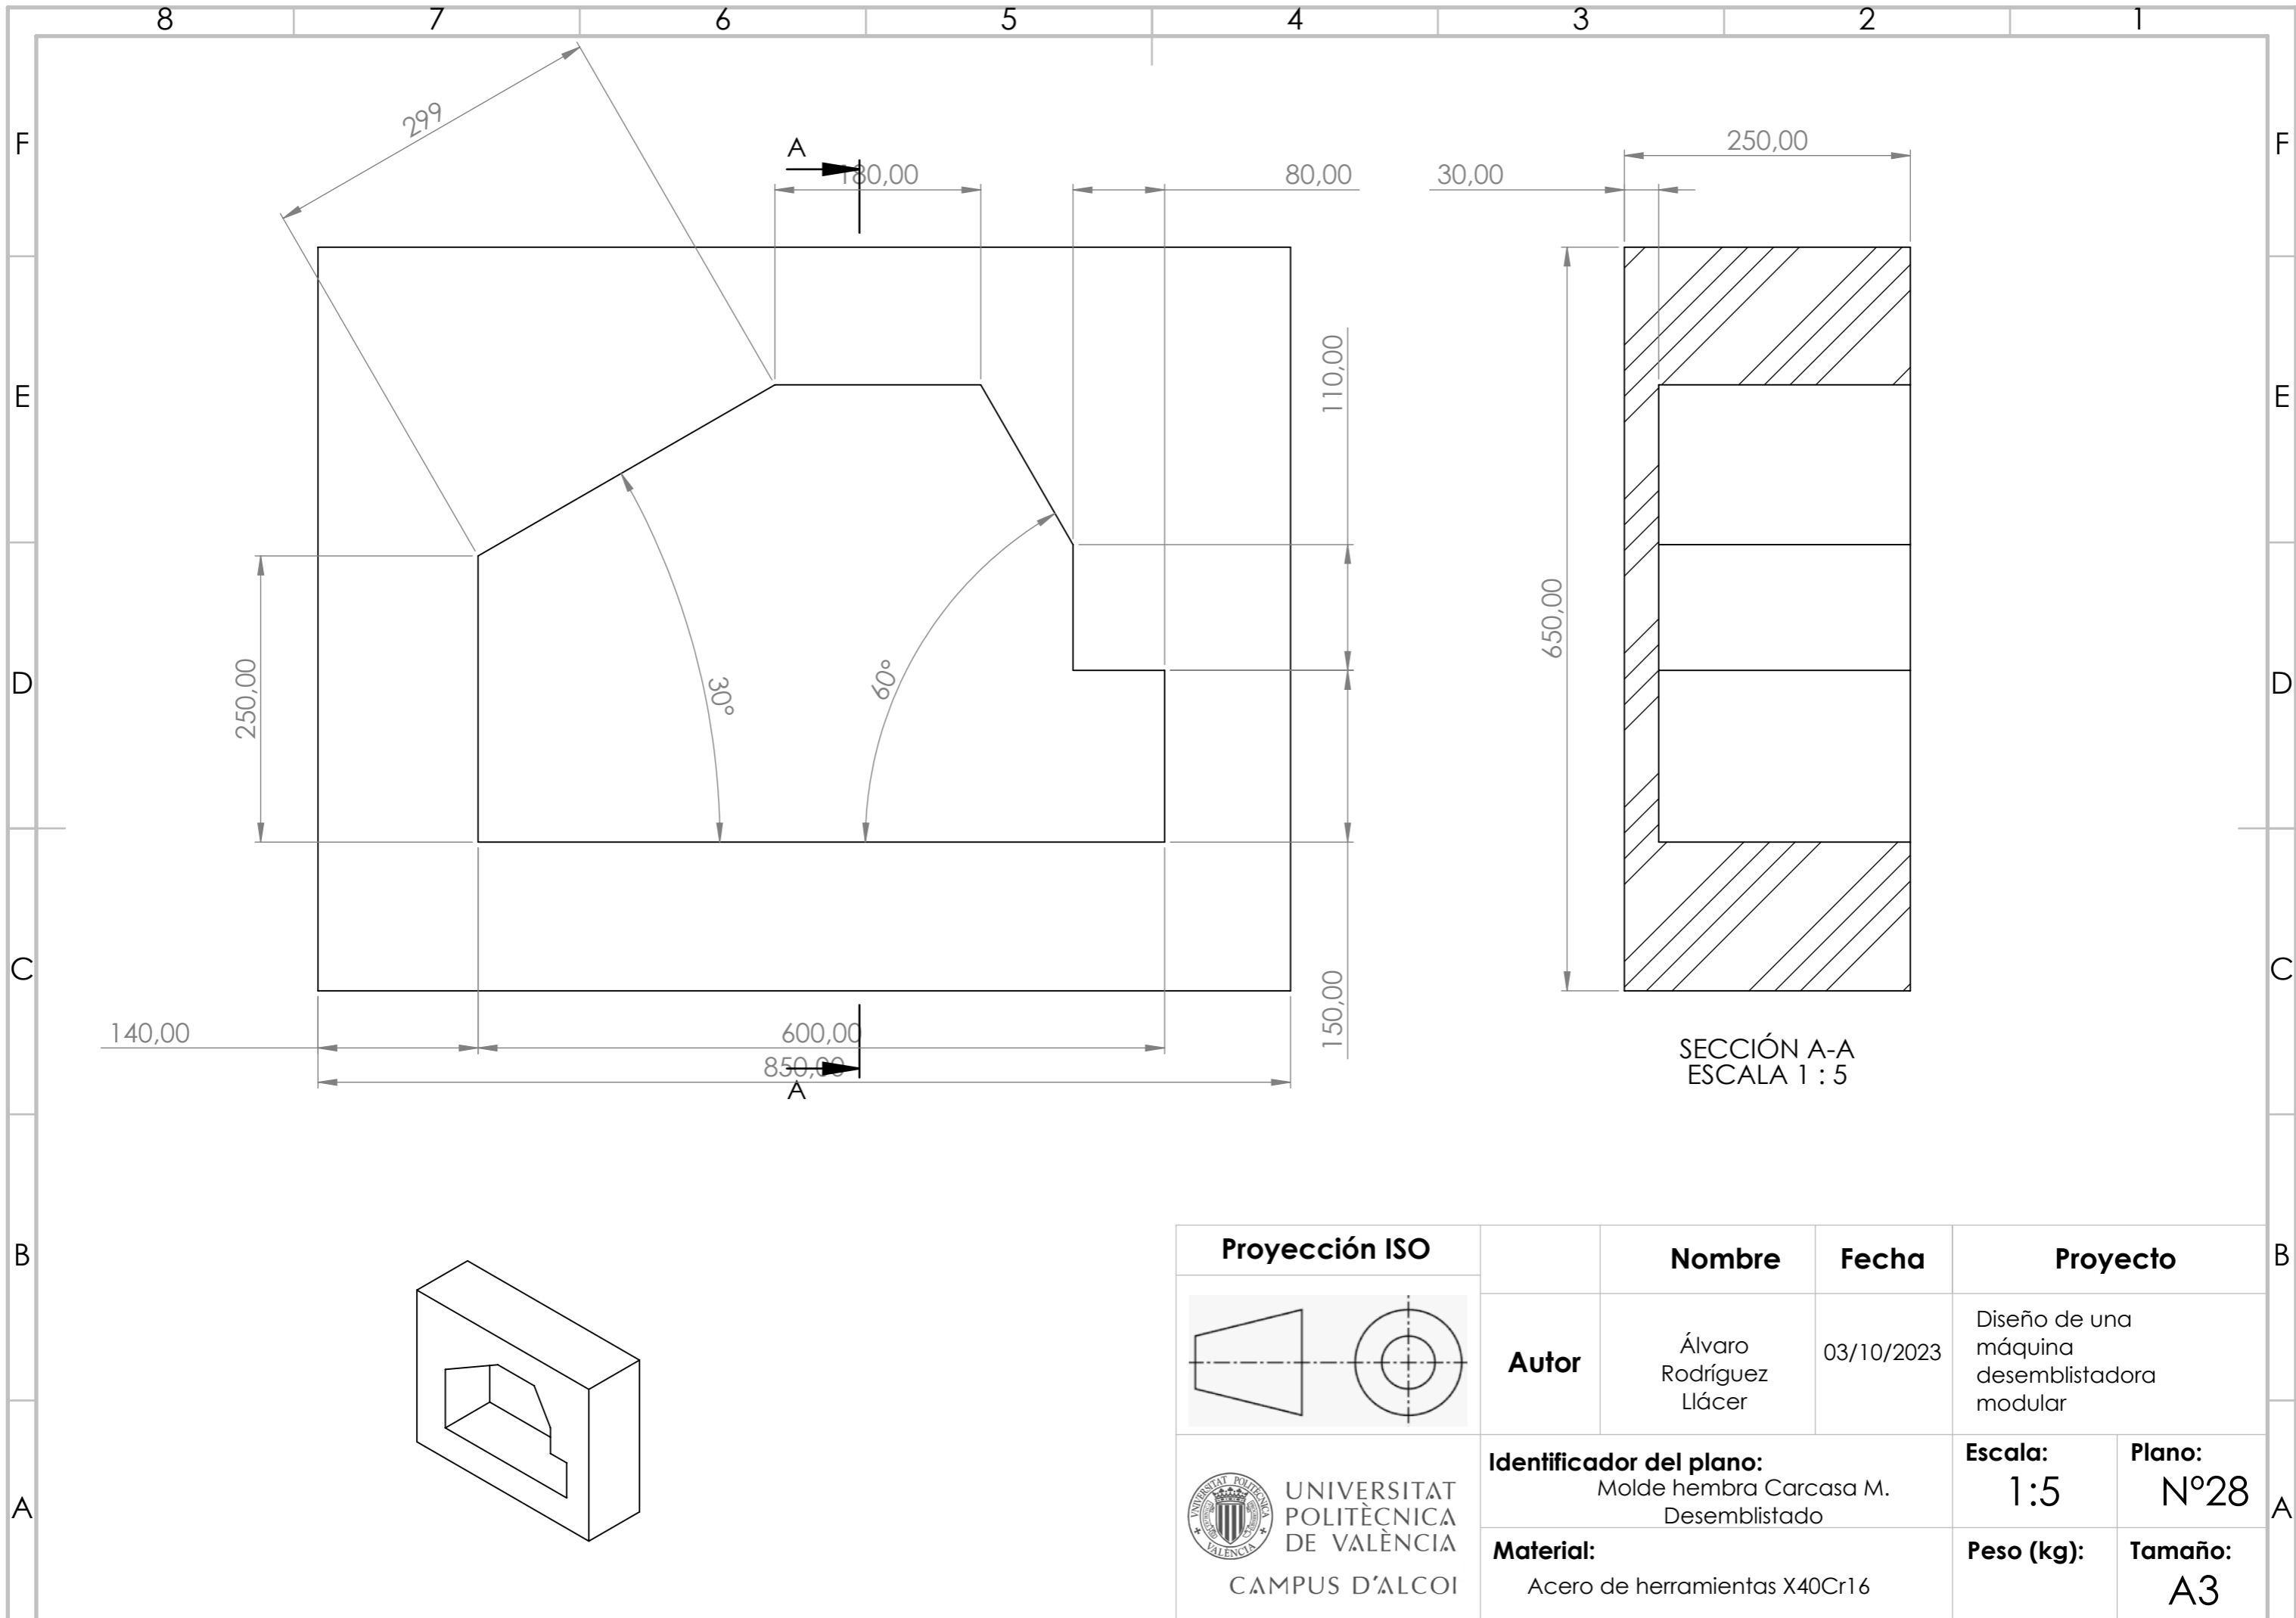 8 7 6 5 4 3 2 1
F
F
299
A
180,00
80,00
30,00
250,00
E
E
110,00
650,00
D
D
250,00
30°
60°
C
C
150,00
140,00
600,00
850,00
A
SECCIÓN A-A
ESCALA 1 : 5
B
B
Proyección ISO
Nombre
Fecha
Proyecto
Autor
Álvaro
Rodríguez
Llácer
03/10/2023
Diseño de una
máquina
desemblistadora
modular
UNIVERSITAT POLITÈCNICA
VALÈNCIA
UNIVERSITAT
POLITÈCNICA
DE VALÈNCIA
CAMPUS D'ALCOI
Identificador del plano:
Molde hembra Carcasa M.
Desemblistado
Escala:
1:5
Plano:
Nº28
A
A
Material:
Acero de herramientas X40Cr16
Peso (kg):
Tamaño:
A3